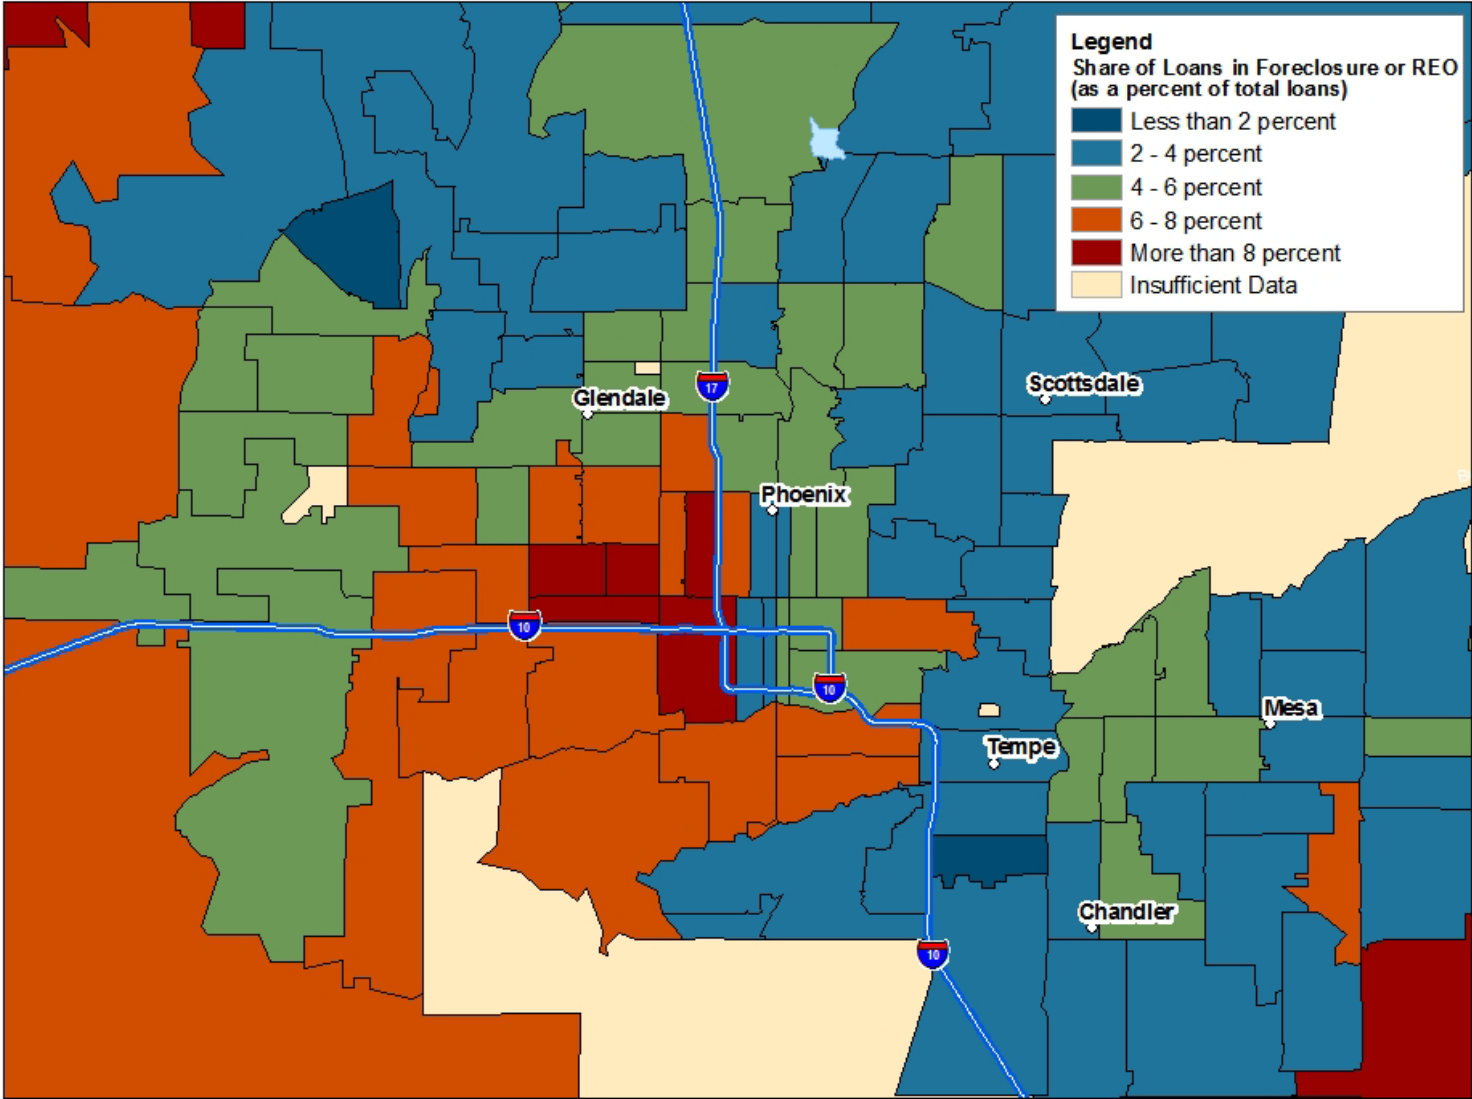 Legend
Share of Loans in Foreclosure or REO
(as a percent of total loans)
Less than 2 percent
2 - 4 percent
4 - 6 percent
6 - 8 percent
More than 8 percent
Insufficient Data
17
Scottsdale
Glendale
Phoenix
10
10
Mesa
Tempe
Chandler
10